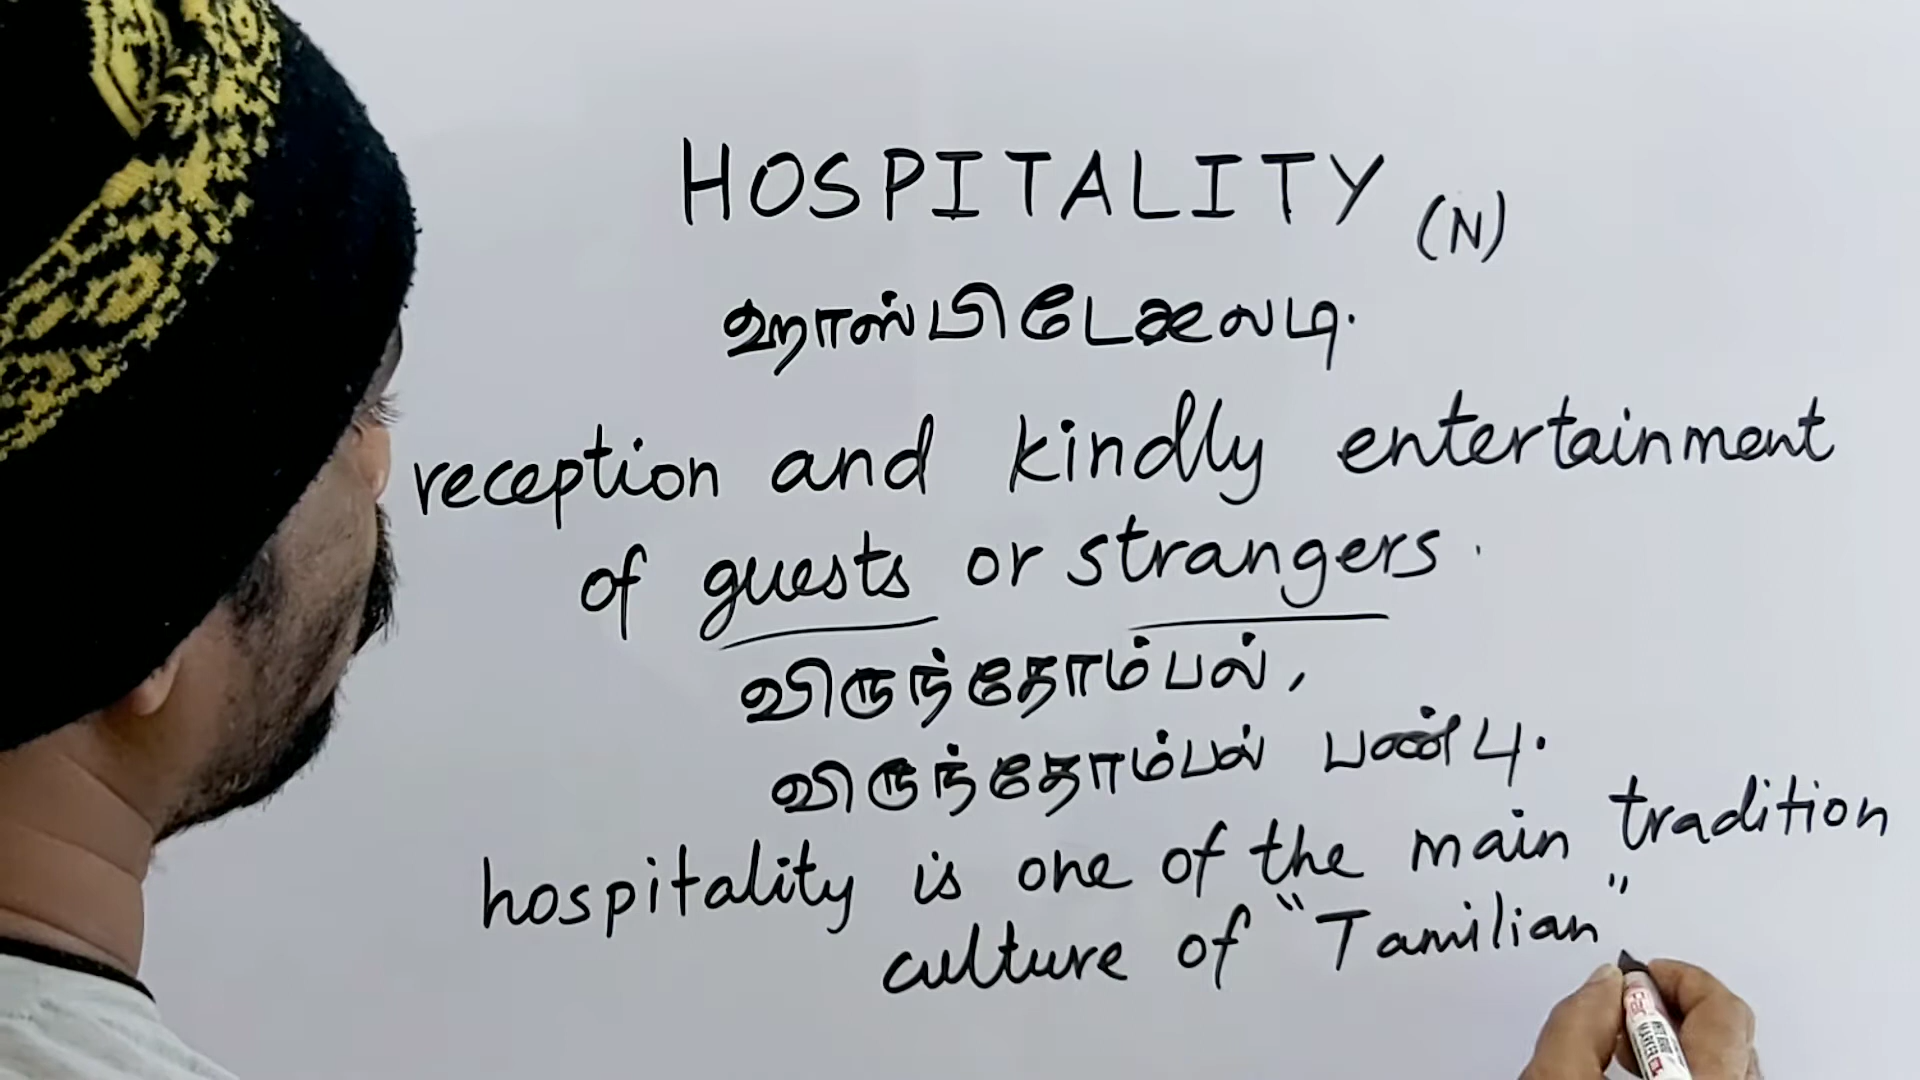 HOSPITALITY (N)
ஹாஸ்பிடேலடி.
reception and kindly entertainment
of guests or strangers.
விருந்தோம்பல்,
விருந்தோம்பல் பண்பு.
hospitality is one of the main tradition
culture of "Tamilian"